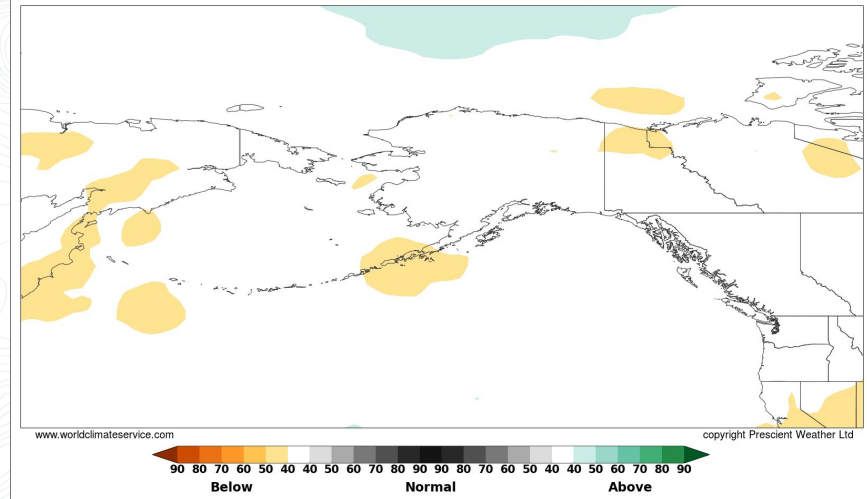 www.worldclimateservice.com copyright Prescient Weather Ltd
90 80 70 60 50 40 40 50 60 70 80 90 90 80 70 60 50 40 40 50 60 70 80 90
Below Normal Above